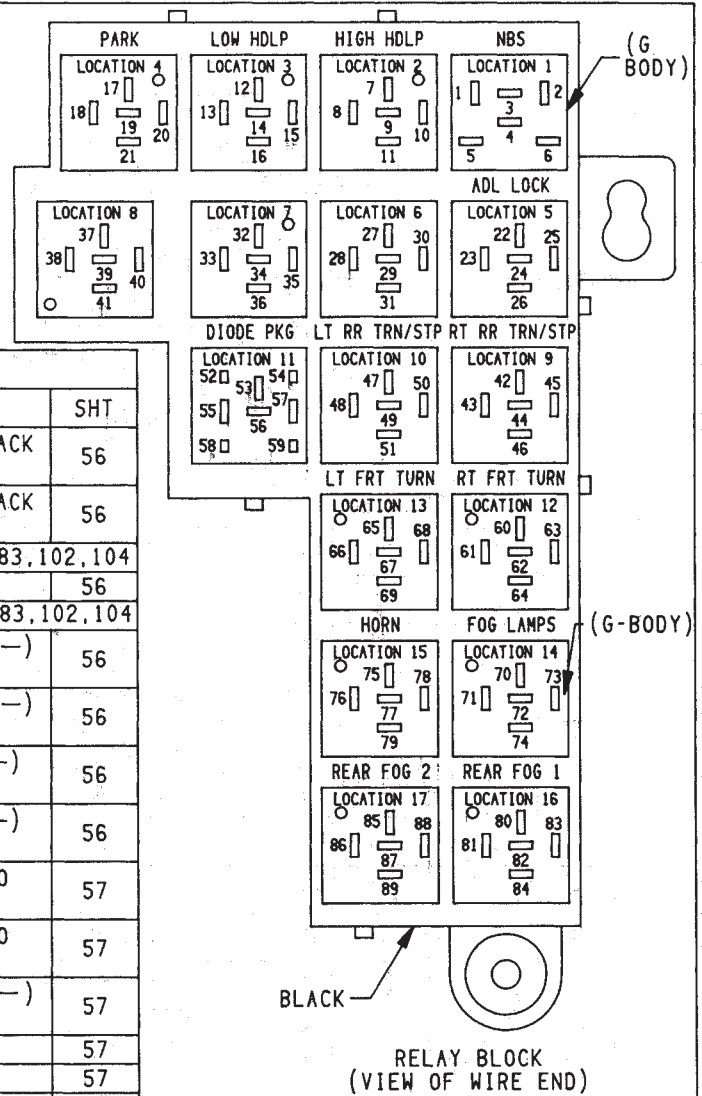 PARK LOW HDLP HIGH HDLP NBS
(G BODY)
LOCATION 4 LOCATION 3 LOCATION 2 LOCATION 1
17 12 7 1 2
18 19 20 13 14 15 8 9 10 3
21 16 11 4
5 6
ADL LOCK
LOCATION 8 LOCATION 7 LOCATION 6 LOCATION 5
37 32 27 30 22 25
38 39 40 33 34 35 28 29 23 24
41 36 31 26
DIODE PKG LT RR TRN/STP RT RR TRN/STP
LOCATION 11 LOCATION 10 LOCATION 9
52 53 54 47 50 42 45
55 56 57 48 49 43 44
58 59 51 46
LT FRT TURN RT FRT TURN
LOCATION 13 LOCATION 12
65 68 60 63
66 67 61 62
69 64
HORN FOG LAMPS (G-BODY)
LOCATION 15 LOCATION 14
75 78 70 73
76 77 71 72
79 74
REAR FOG 2 REAR FOG 1
LOCATION 17 LOCATION 16
85 88 80 83
86 87 81 82
89 84
BLACK
RELAY BLOCK
(VIEW OF WIRE END)
SHT
ACK 56
ACK 56
83,102,104
56
83,102,104
—) 56
—) 56
-) 56
-) 56
0 57
0 57
—) 57
57
57